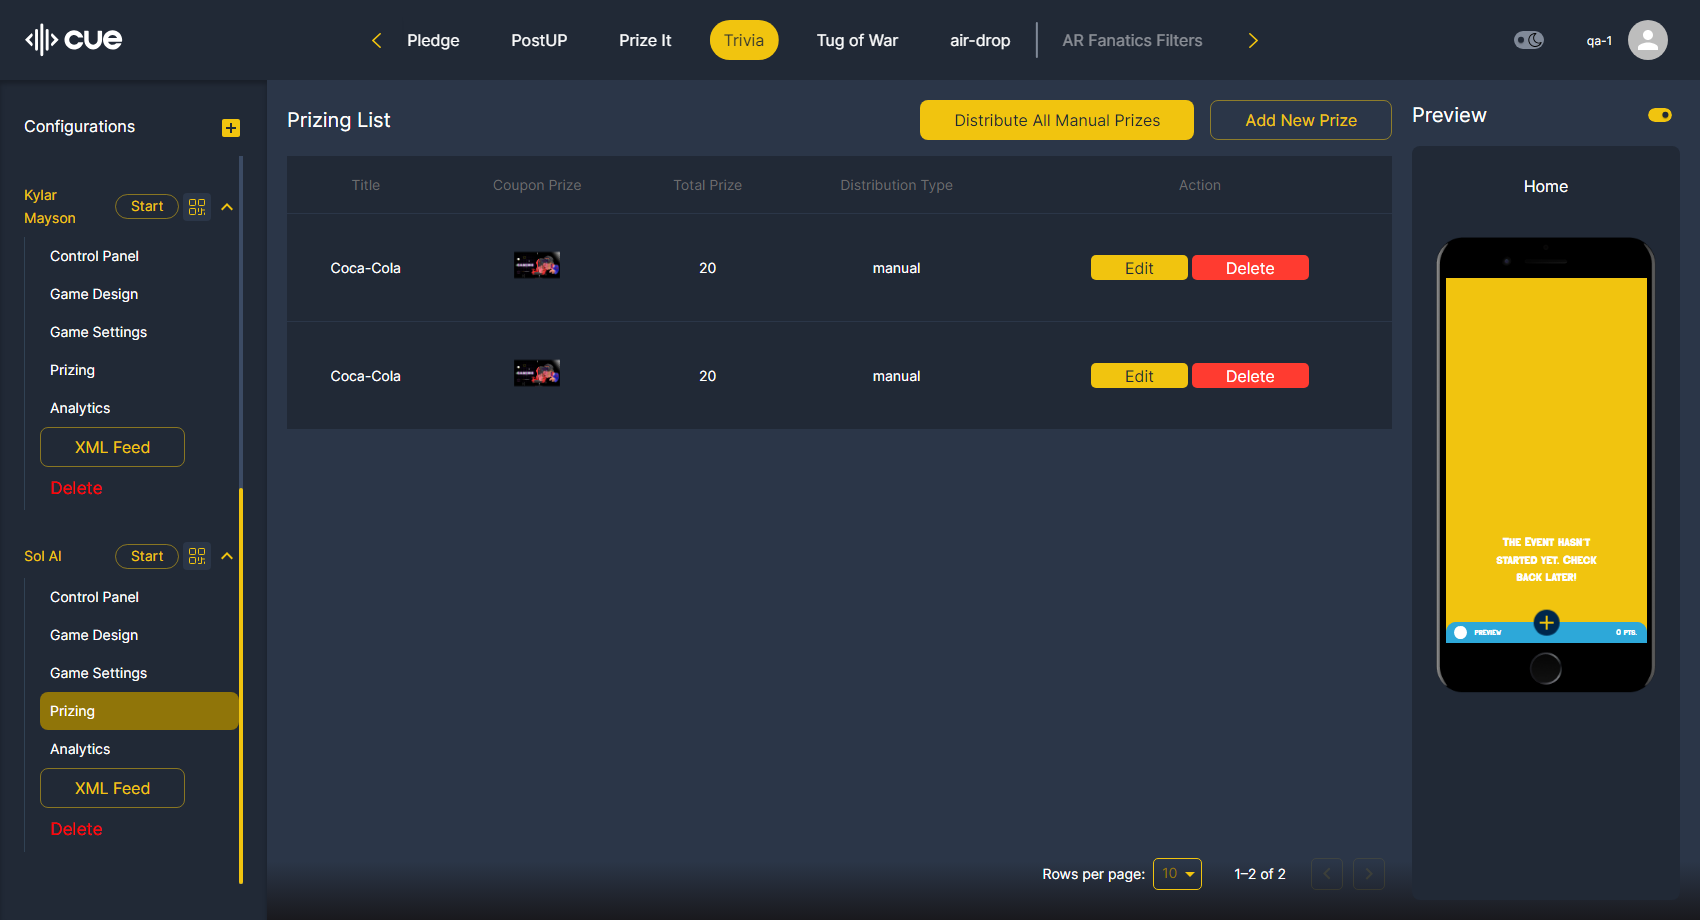 cue
Pledge PostUP Prize It Trivia Tug of War air-drop AR Fanatics Filters
qa-1
Configurations
Kylar
Mayson
Start
Control Panel
Game Design
Game Settings
Prizing
Analytics
XML Feed
Delete
Sol AI Start
Control Panel
Game Design
Game Settings
Prizing
Analytics
XML Feed
Delete
Prizing List
Distribute All Manual Prizes
Add New Prize
Title Coupon Prize Total Prize Distribution Type Action
Coca-Cola 20 manual Edit Delete
Coca-Cola 20 manual Edit Delete
Rows per page: 10 1–2 of 2
Preview
Home
The Event hasn't
started yet. Check
back later!
PREVIEW 0 PTS.